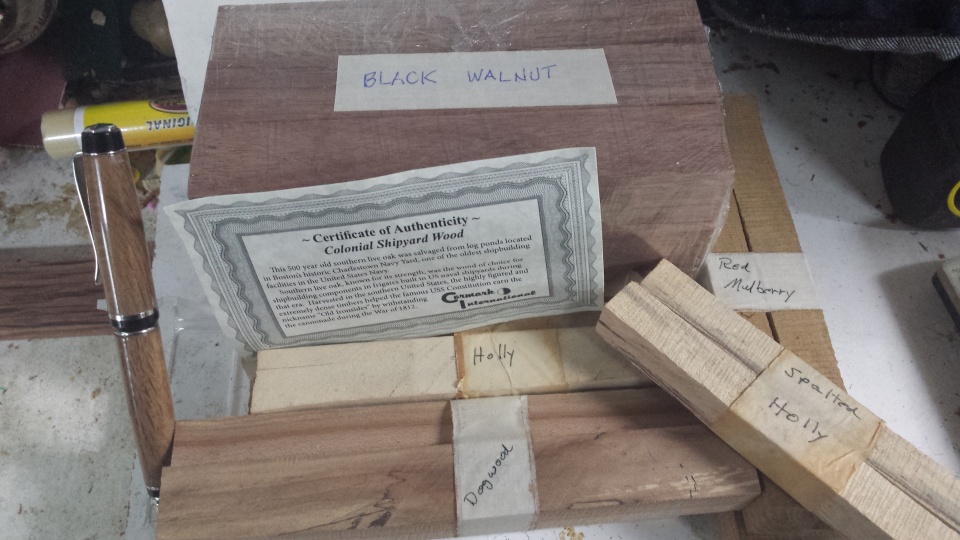 BLACK WALNUT
IGINAL
~ Certificate of Authenticity ~
Colonial Shipyard Wood
This 500 year old southern live oak was salvaged from log ponds located
in Bostons historic Charlestown Navy Yard, one of the oldest shipbuilding
facilities in the United States Navy.
Southern live oak, known for its strength, was the wood of choice for
shipbuilding components in frigates built in US naval shipyards during
that era. Harvested in the southern United States, the highly figured and
extremely dense timbers helped the famous USS Constitution earn the
nickname "Old Ironsides" by withstanding
the cannonade during the War of 1812.
Cormark International
Red
Mulberry
Holly
Spalted
Holly
Dogwood